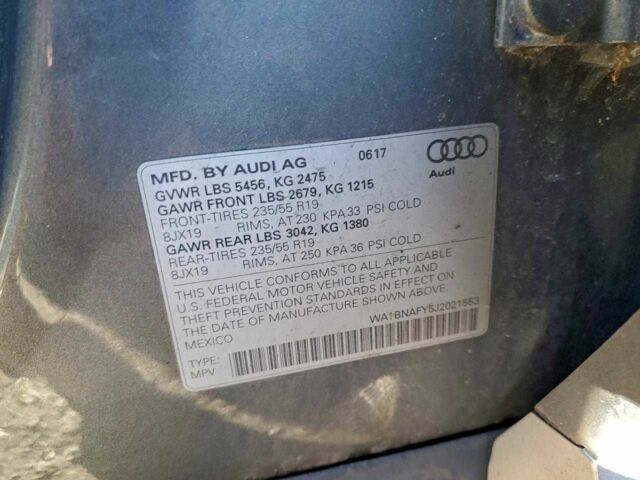 MFD. BY AUDI AG 0617
Audi
GVWR LBS 5456, KG 2475
GAWR FRONT LBS 2679, KG 1215
FRONT-TIRES 235/55 R19
8JX19 RIMS, AT 230 KPA 33 PSI COLD
GAWR REAR LBS 3042, KG 1380
REAR-TIRES 235/55 R19
8JX19 RIMS, AT 250 KPA 36 PSI COLD
THIS VEHICLE CONFORMS TO ALL APPLICABLE
U.S. FEDERAL MOTOR VEHICLE SAFETY AND
THEFT PREVENTION STANDARDS IN EFFECT ON
THE DATE OF MANUFACTURE SHOWN ABOVE.
MEXICO WA1BNAFY5J2021553
TYPE:
MPV